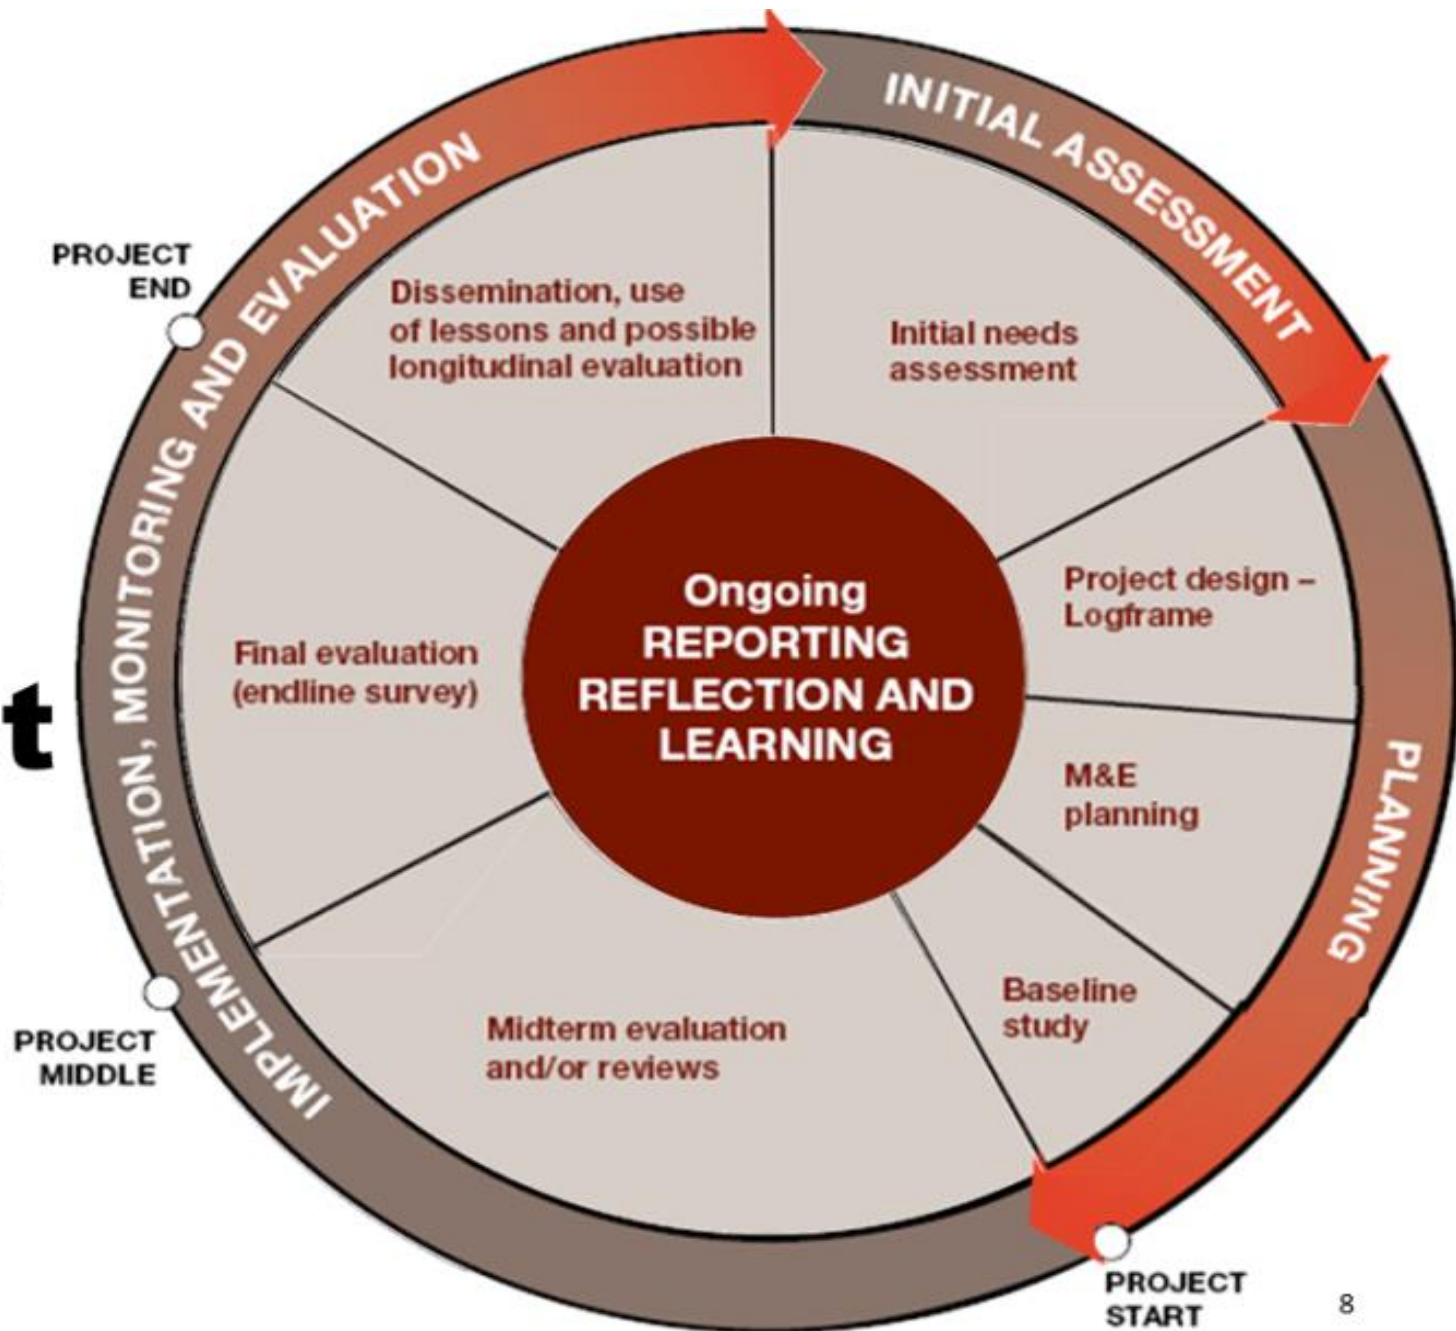 INITIAL ASSESSMENT
PLANNING
IMPLEMENTATION, MONITORING AND EVALUATION
PROJECT
END
Dissemination, use
of lessons and possible
longitudinal evaluation
Initial needs
assessment
Project design –
Logframe
Ongoing
REPORTING
REFLECTION AND
LEARNING
Final evaluation
(endline survey)
t
M&E
planning
Baseline
study
Midterm evaluation
and/or reviews
PROJECT
MIDDLE
PROJECT
START
8